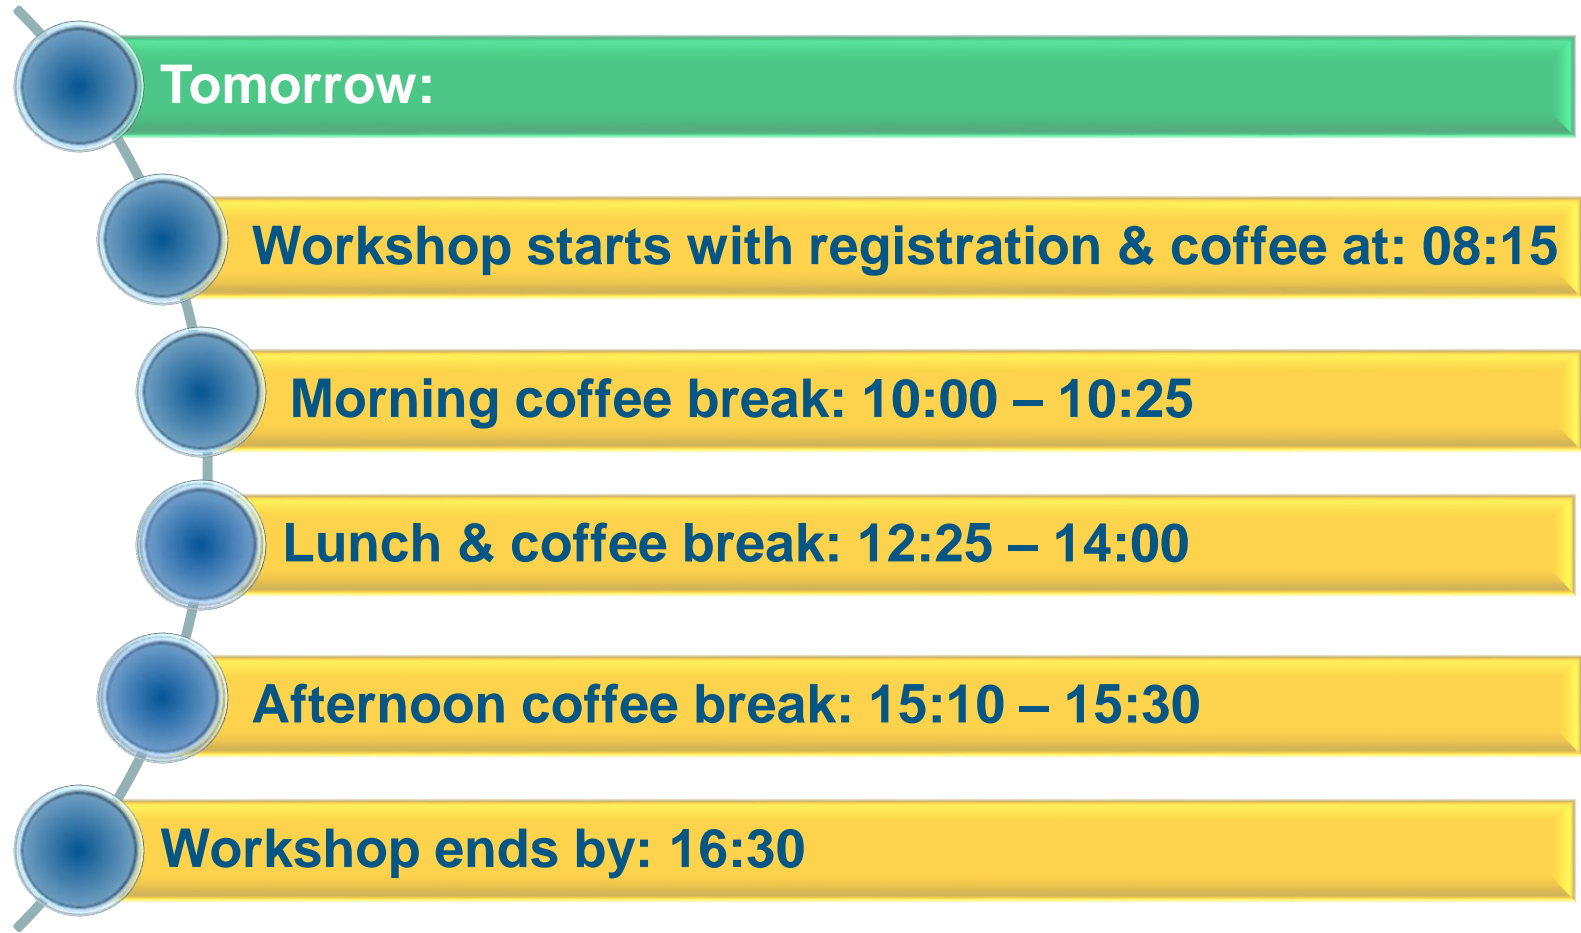 Tomorrow:
Workshop starts with registration & coffee at: 08:15
Morning coffee break: 10:00 – 10:25
Lunch & coffee break: 12:25 – 14:00
Afternoon coffee break: 15:10 – 15:30
Workshop ends by: 16:30